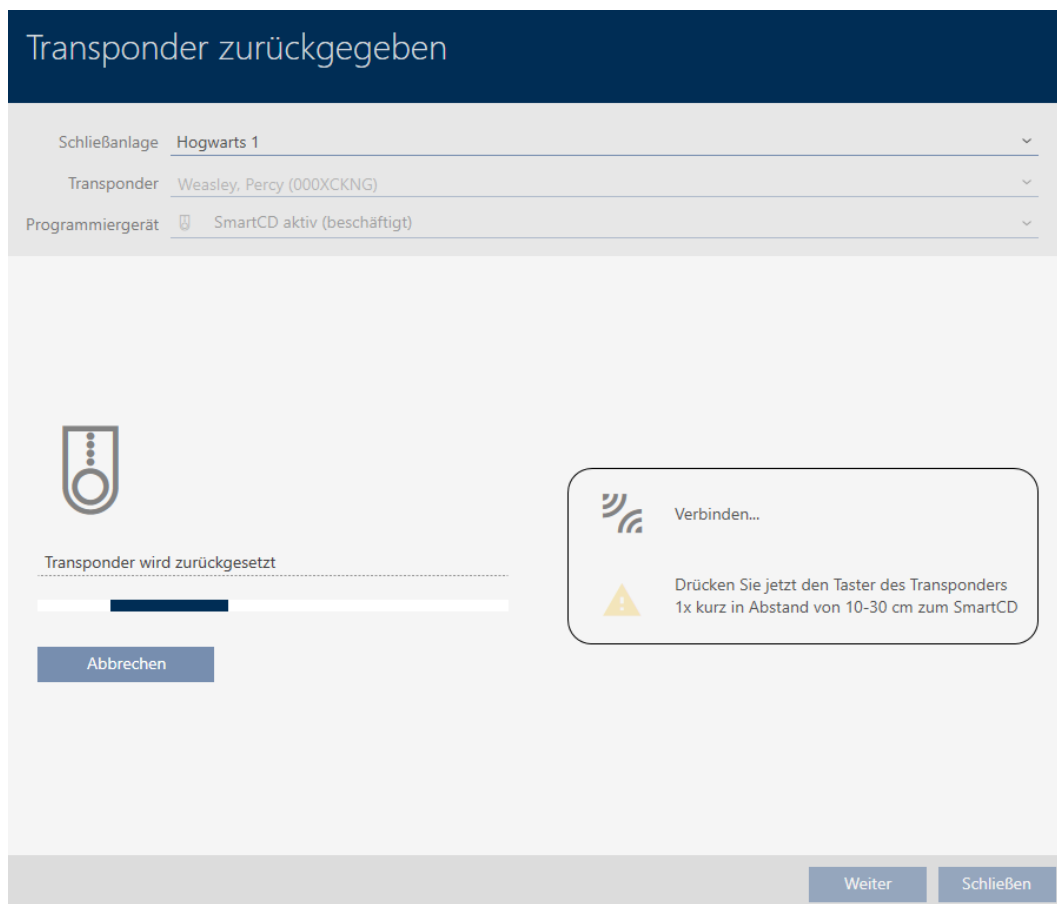 Transponder zurückgegeben
Schließanlage Hogwarts 1
Transponder Weasley, Percy (000XCKNG)
Programmiergerät SmartCD aktiv (beschäftigt)
Verbinden...
Transponder wird zurückgesetzt
Drücken Sie jetzt den Taster des Transponders
1x kurz in Abstand von 10-30 cm zum SmartCD
Abbrechen
Weiter Schließen